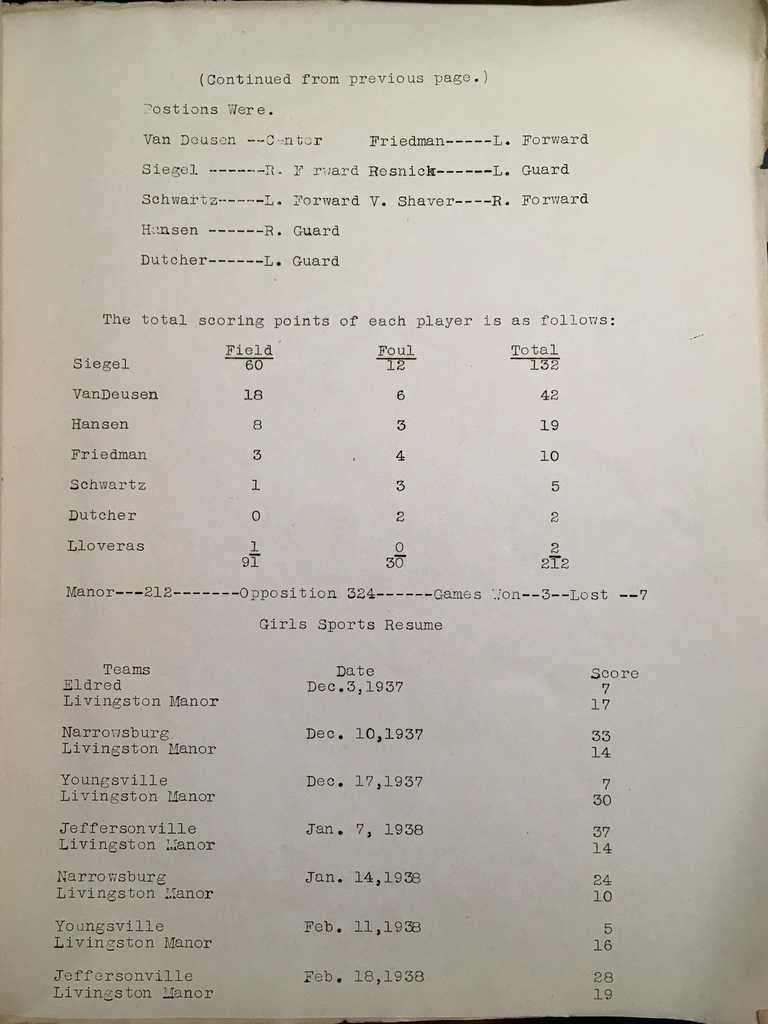 (Continued from previous page.)
Postions Were.
Van Deusen --Center Friedman-----L. Forward
Siegel ------R. Forward Resnick------L. Guard
Schwartz-----L. Forward V. Shaver----R. Forward
Hansen ------R. Guard
Dutcher------L. Guard
The total scoring points of each player is as follows:
Field Foul Total
Siegel 60 12 132
VanDeusen 18 6 42
Hansen 8 3 19
Friedman 3 4 10
Schwartz 1 3 5
Dutcher 0 2 2
Lloveras 1 0 2
91 30 212
Manor---212-------Opposition 324------Games Won--3--Lost --7
Girls Sports Resume
Teams Date Score
Eldred Dec.3,1937 7
Livingston Manor 17
Narrowsburg Dec. 10,1937 33
Livingston Manor 14
Youngsville Dec. 17,1937 7
Livingston Manor 30
Jeffersonville Jan. 7, 1938 37
Livingston Manor 14
Narrowsburg Jan. 14,1938 24
Livingston Manor 10
Youngsville Feb. 11,1938 5
Livingston Manor 16
Jeffersonville Feb. 18,1938 28
Livingston Manor 19